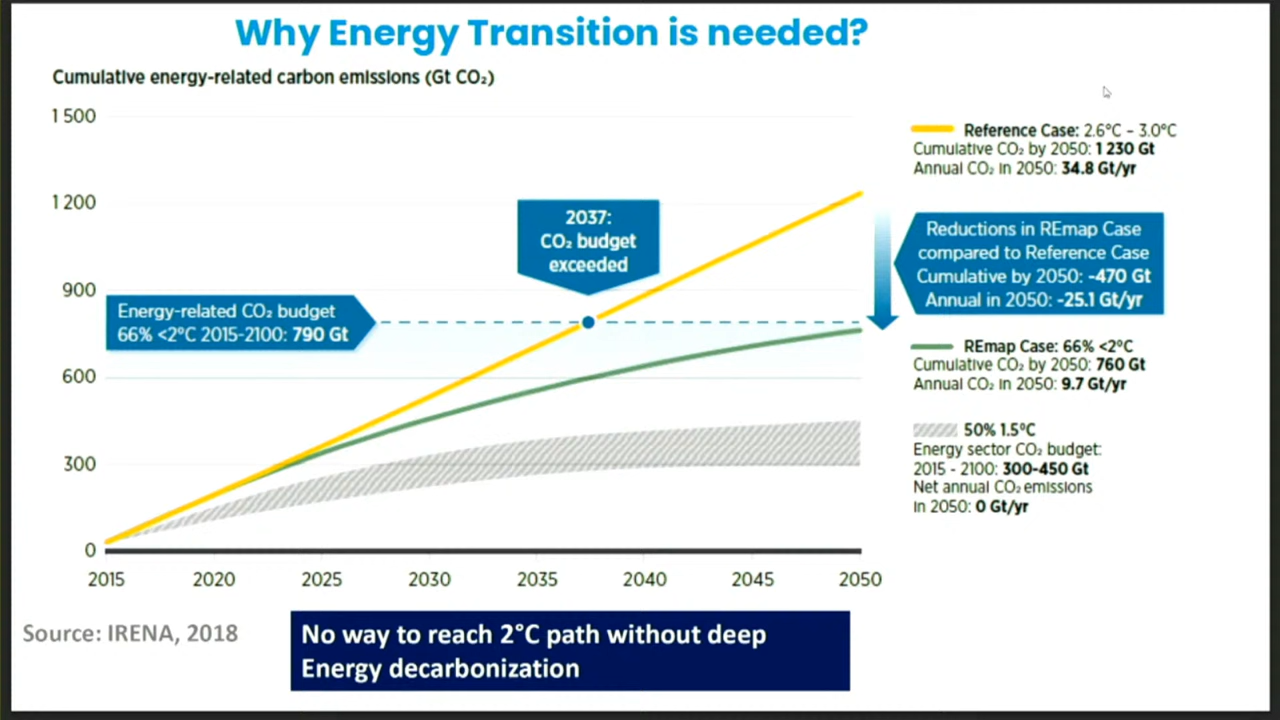 Why Energy Transition is needed?
Cumulative energy-related carbon emissions (Gt CO₂)
1 500
1 200
900
600
300
0
2015
2020
2025
2030
2035
2040
2045
2050
2037:
CO₂ budget
exceeded
Energy-related CO₂ budget
66% <2°C 2015-2100: 790 Gt
Reference Case: 2.6°C – 3.0°C
Cumulative CO₂ by 2050: 1 230 Gt
Annual CO₂ in 2050: 34.8 Gt/yr
Reductions in REmap Case
compared to Reference Case
Cumulative by 2050: -470 Gt
Annual in 2050: -25.1 Gt/yr
REmap Case: 66% <2°C
Cumulative CO₂ by 2050: 760 Gt
Annual CO₂ in 2050: 9.7 Gt/yr
50% 1.5°C
Energy sector CO₂ budget:
2015 - 2100: 300-450 Gt
Net annual CO₂ emissions
in 2050: 0 Gt/yr
Source: IRENA, 2018
No way to reach 2°C path without deep
Energy decarbonization